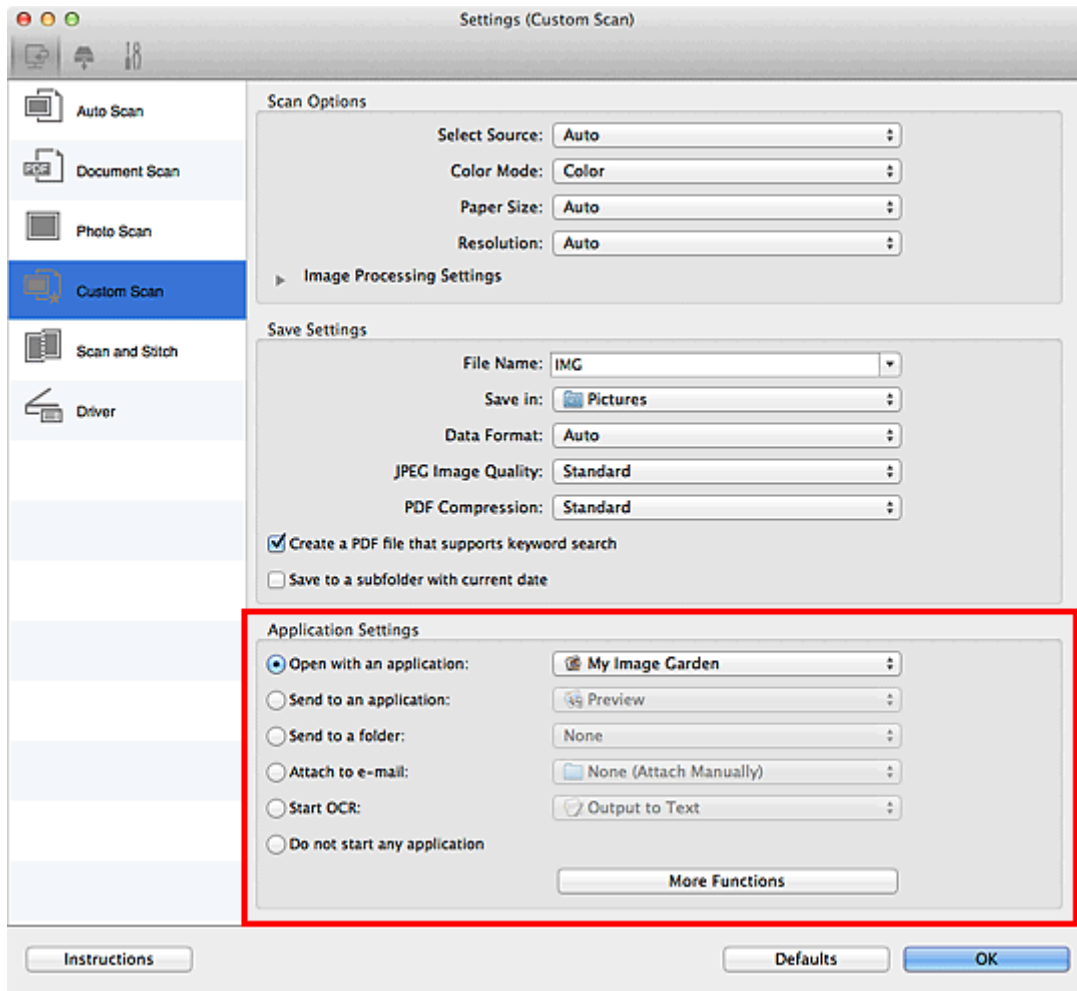 Settings (Custom Scan)
Auto Scan
Document Scan
Photo Scan
Custom Scan
Scan and Stitch
Driver
Scan Options
Select Source: Auto
Color Mode: Color
Paper Size: Auto
Resolution: Auto
Image Processing Settings
Save Settings
File Name: IMG
Save in: Pictures
Data Format: Auto
JPEG Image Quality: Standard
PDF Compression: Standard
Create a PDF file that supports keyword search
Save to a subfolder with current date
Application Settings
Open with an application: My Image Garden
Send to an application: Preview
Send to a folder: None
Attach to e-mail: None (Attach Manually)
Start OCR: Output to Text
Do not start any application
More Functions
Instructions Defaults OK